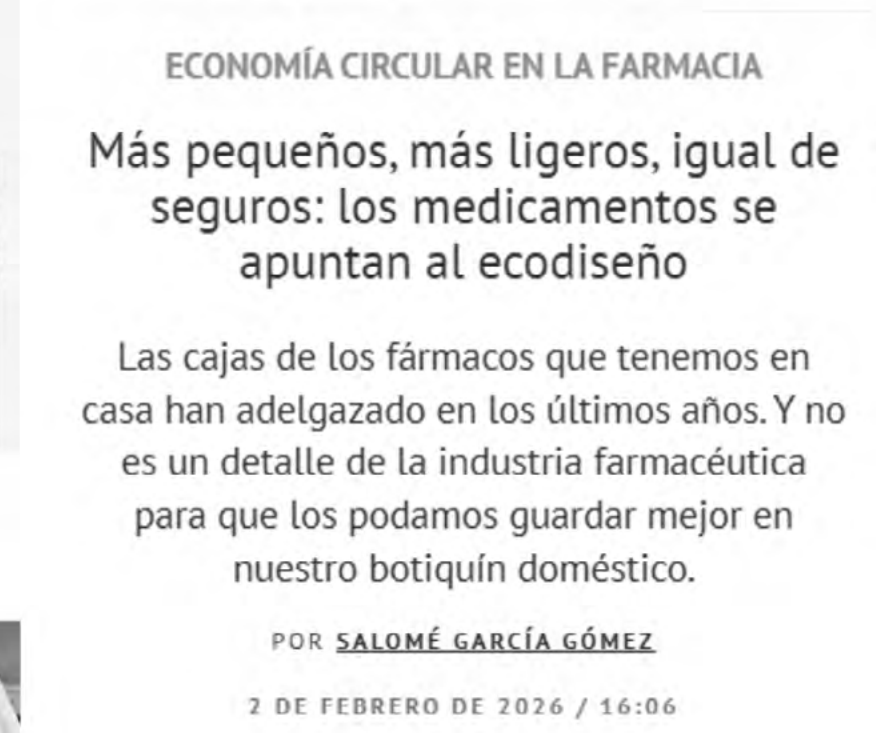 ECONOMÍA CIRCULAR EN LA FARMACIA
Más pequeños, más ligeros, igual de
seguros: los medicamentos se
apuntan al ecodiseño
Las cajas de los fármacos que tenemos en
casa han adelgazado en los últimos años. Y no
es un detalle de la industria farmacéutica
para que los podamos guardar mejor en
nuestro botiquín doméstico.
POR SALOMÉ GARCÍA GÓMEZ
2 DE FEBRERO DE 2026 / 16:06